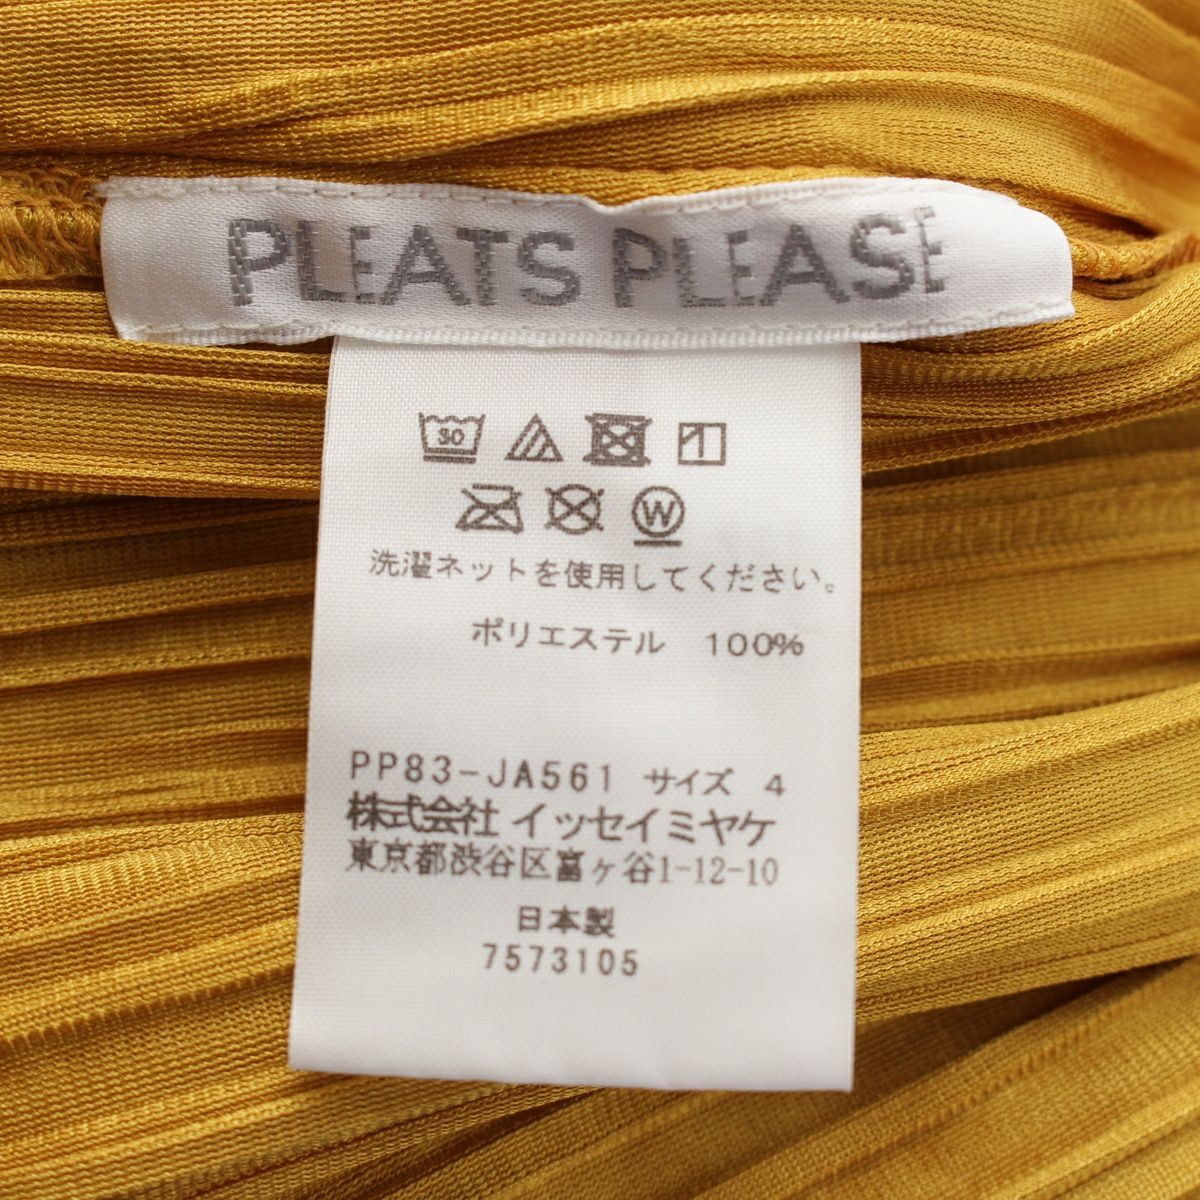 PLEATS PLEASE
30
W
洗濯ネットを使用してください。
ポリエステル 100%
PP83-JA561 サイズ 4
株式会社 イッセイミヤケ
東京都渋谷区富ヶ谷1-12-10
日本製
7573105